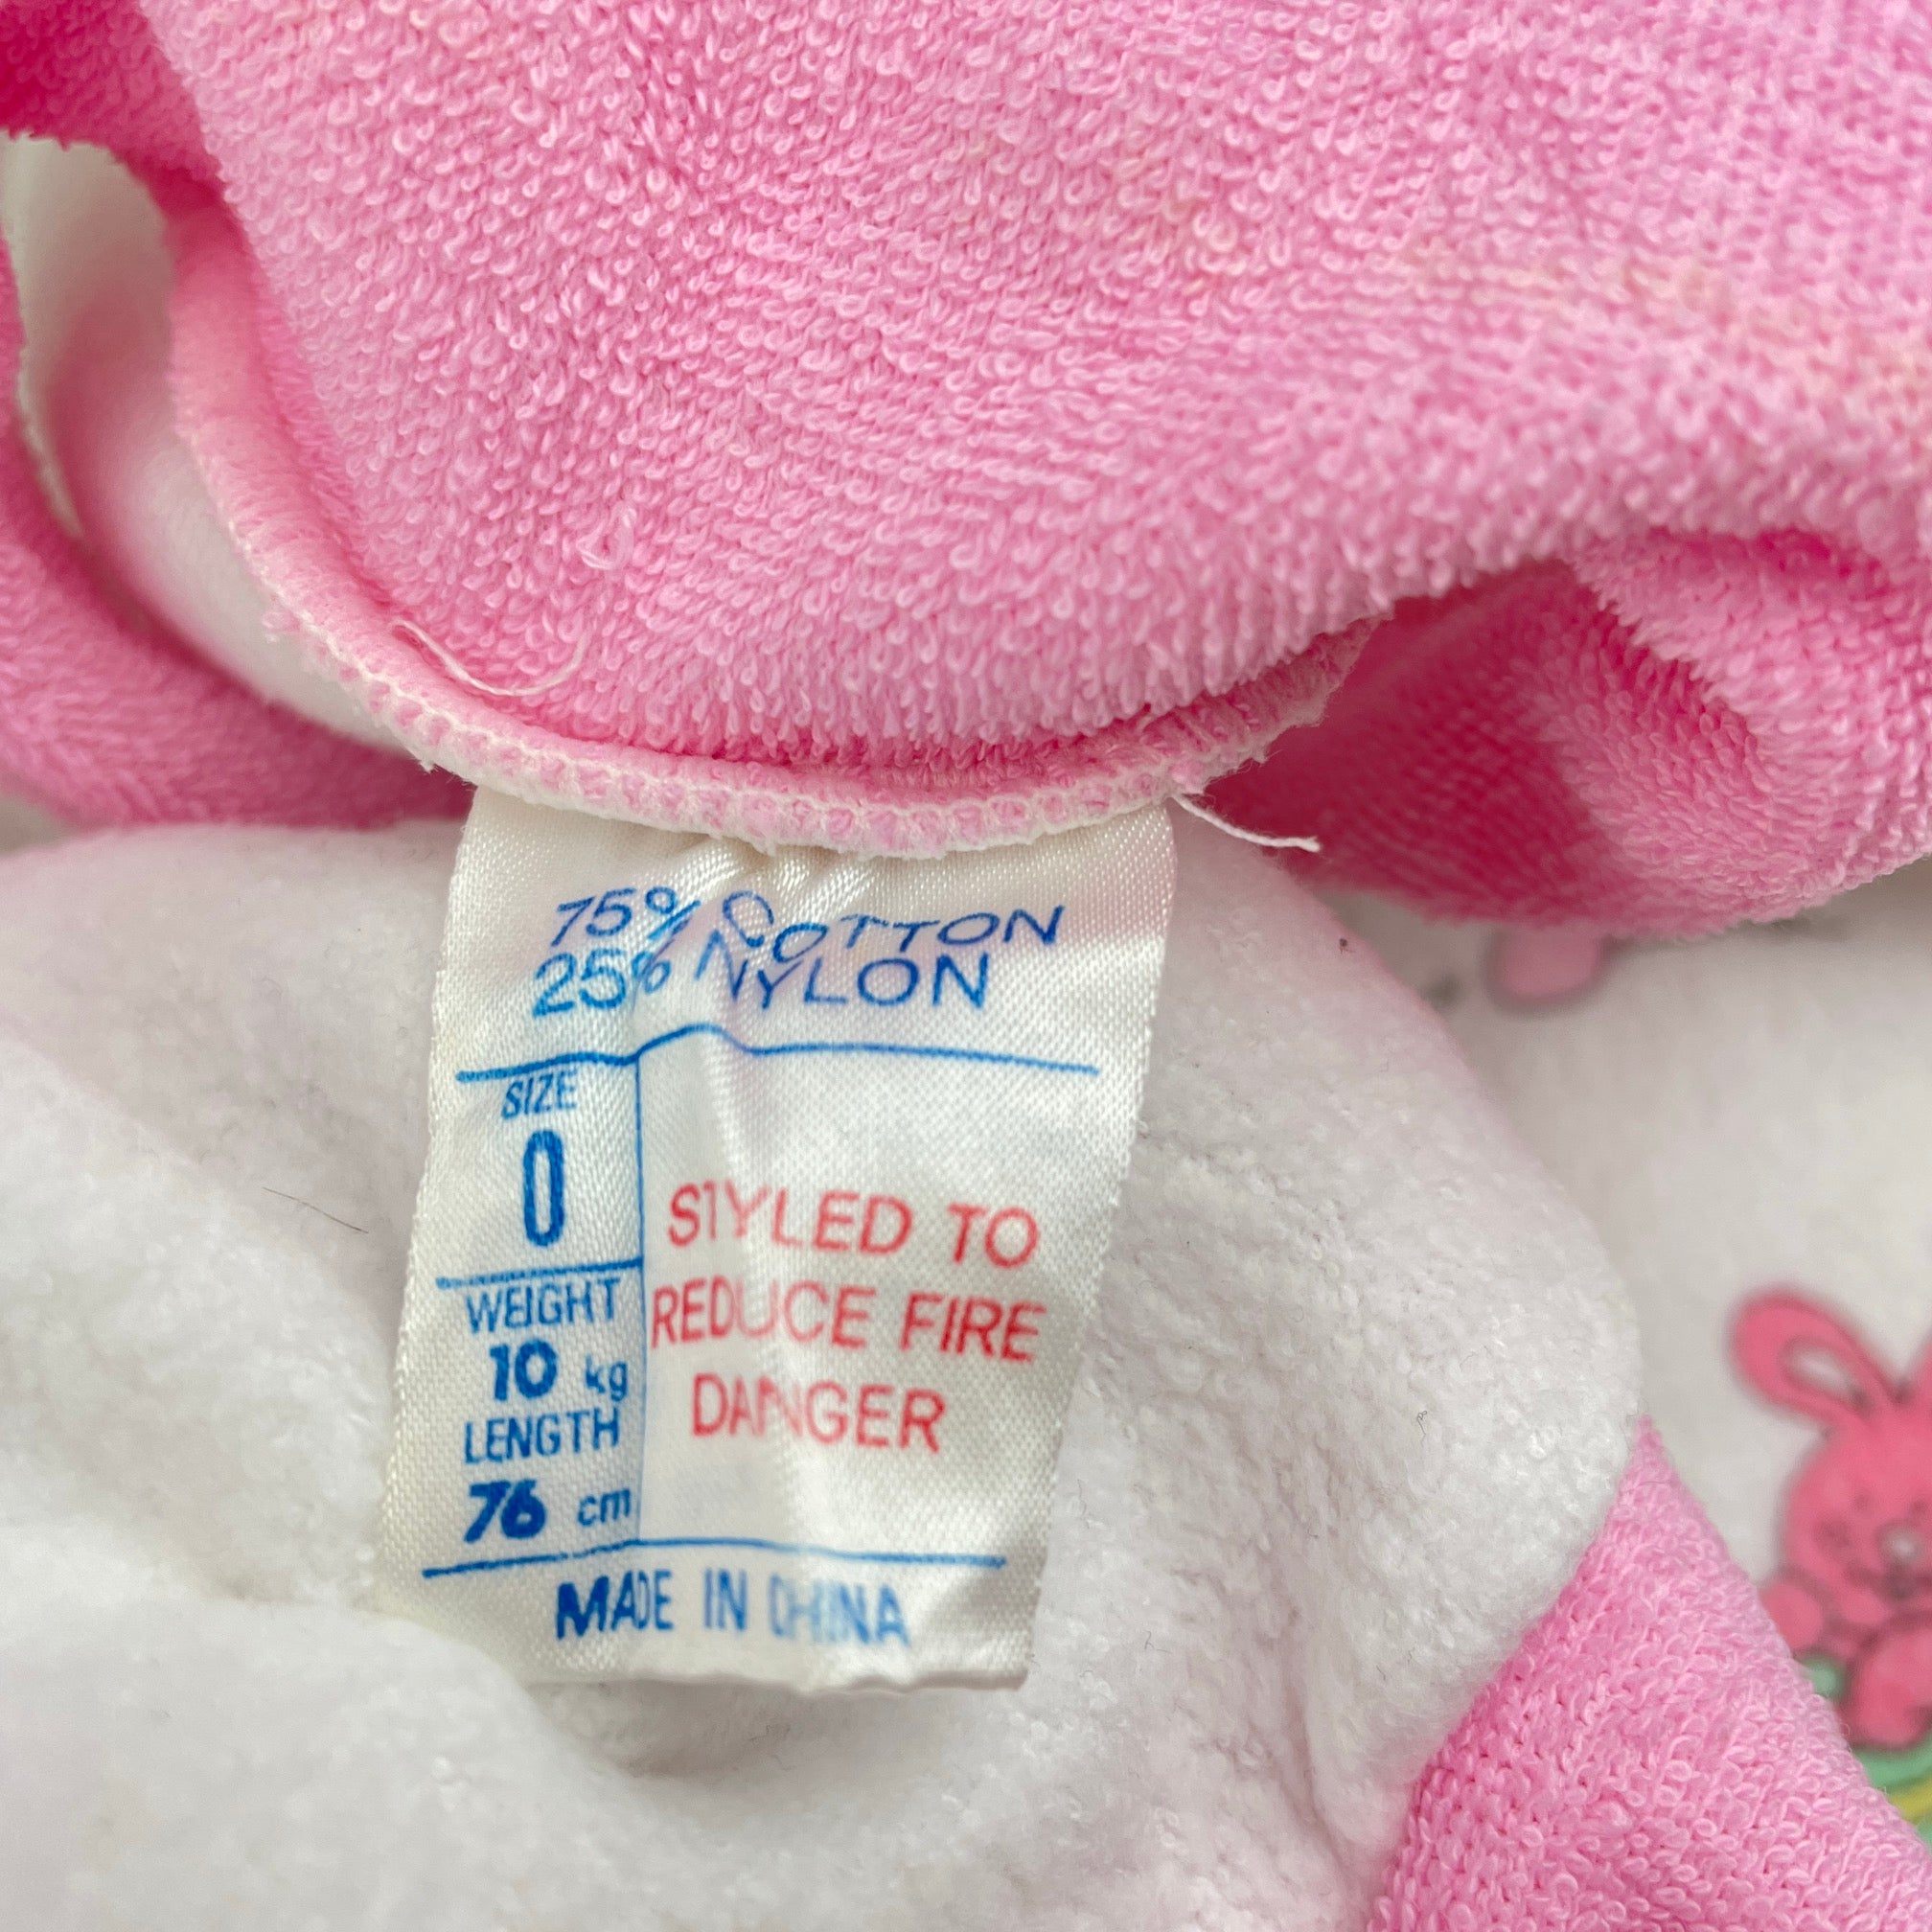 75% COTTON
25% NYLON
SIZE
0
WEIGHT
10 kg
LENGTH
76 cm
STYLED TO
REDUCE FIRE
DANGER
MADE IN CHINA